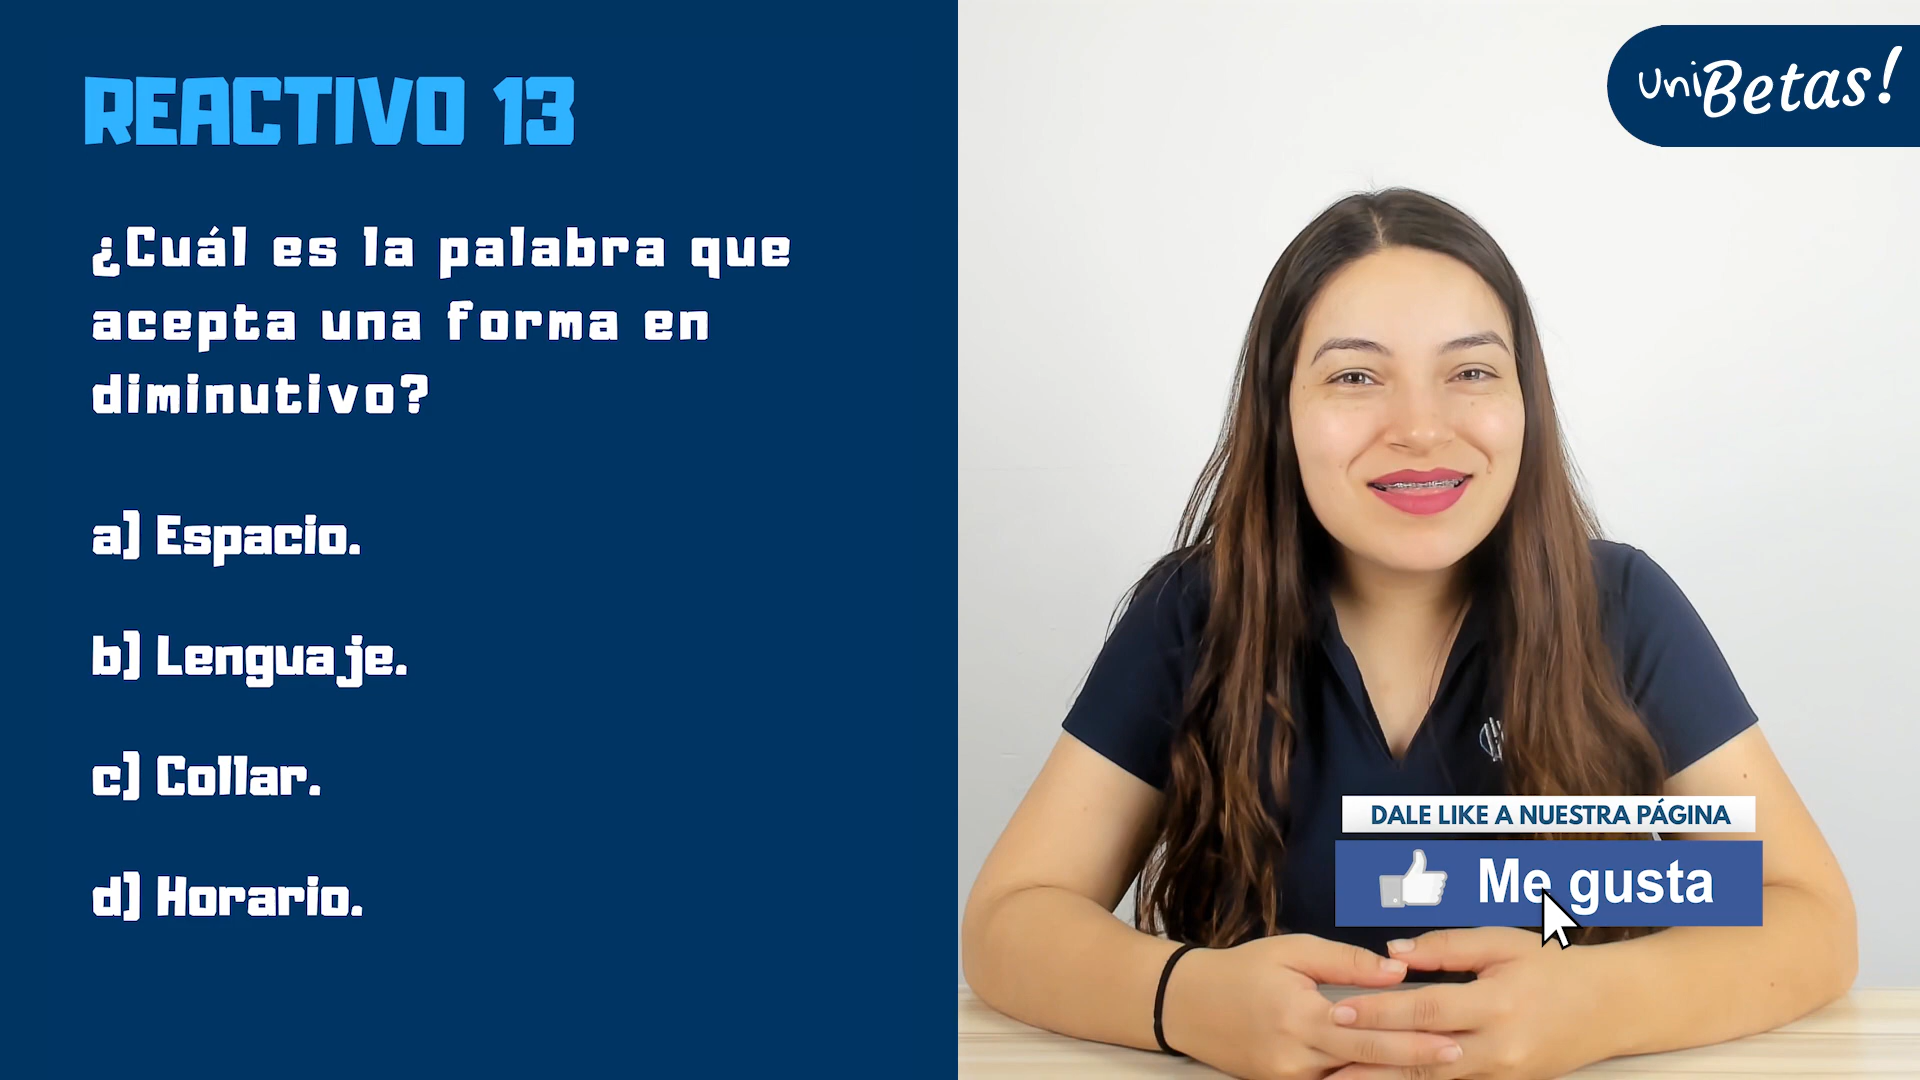 REACTIVO 13
¿Cuál es la palabra que
acepta una forma en
diminutivo?
a) Espacio.
b) Lenguaje.
c) Collar.
d) Horario.
uniBetas!
DALE LIKE A NUESTRA PÁGINA
Me gusta